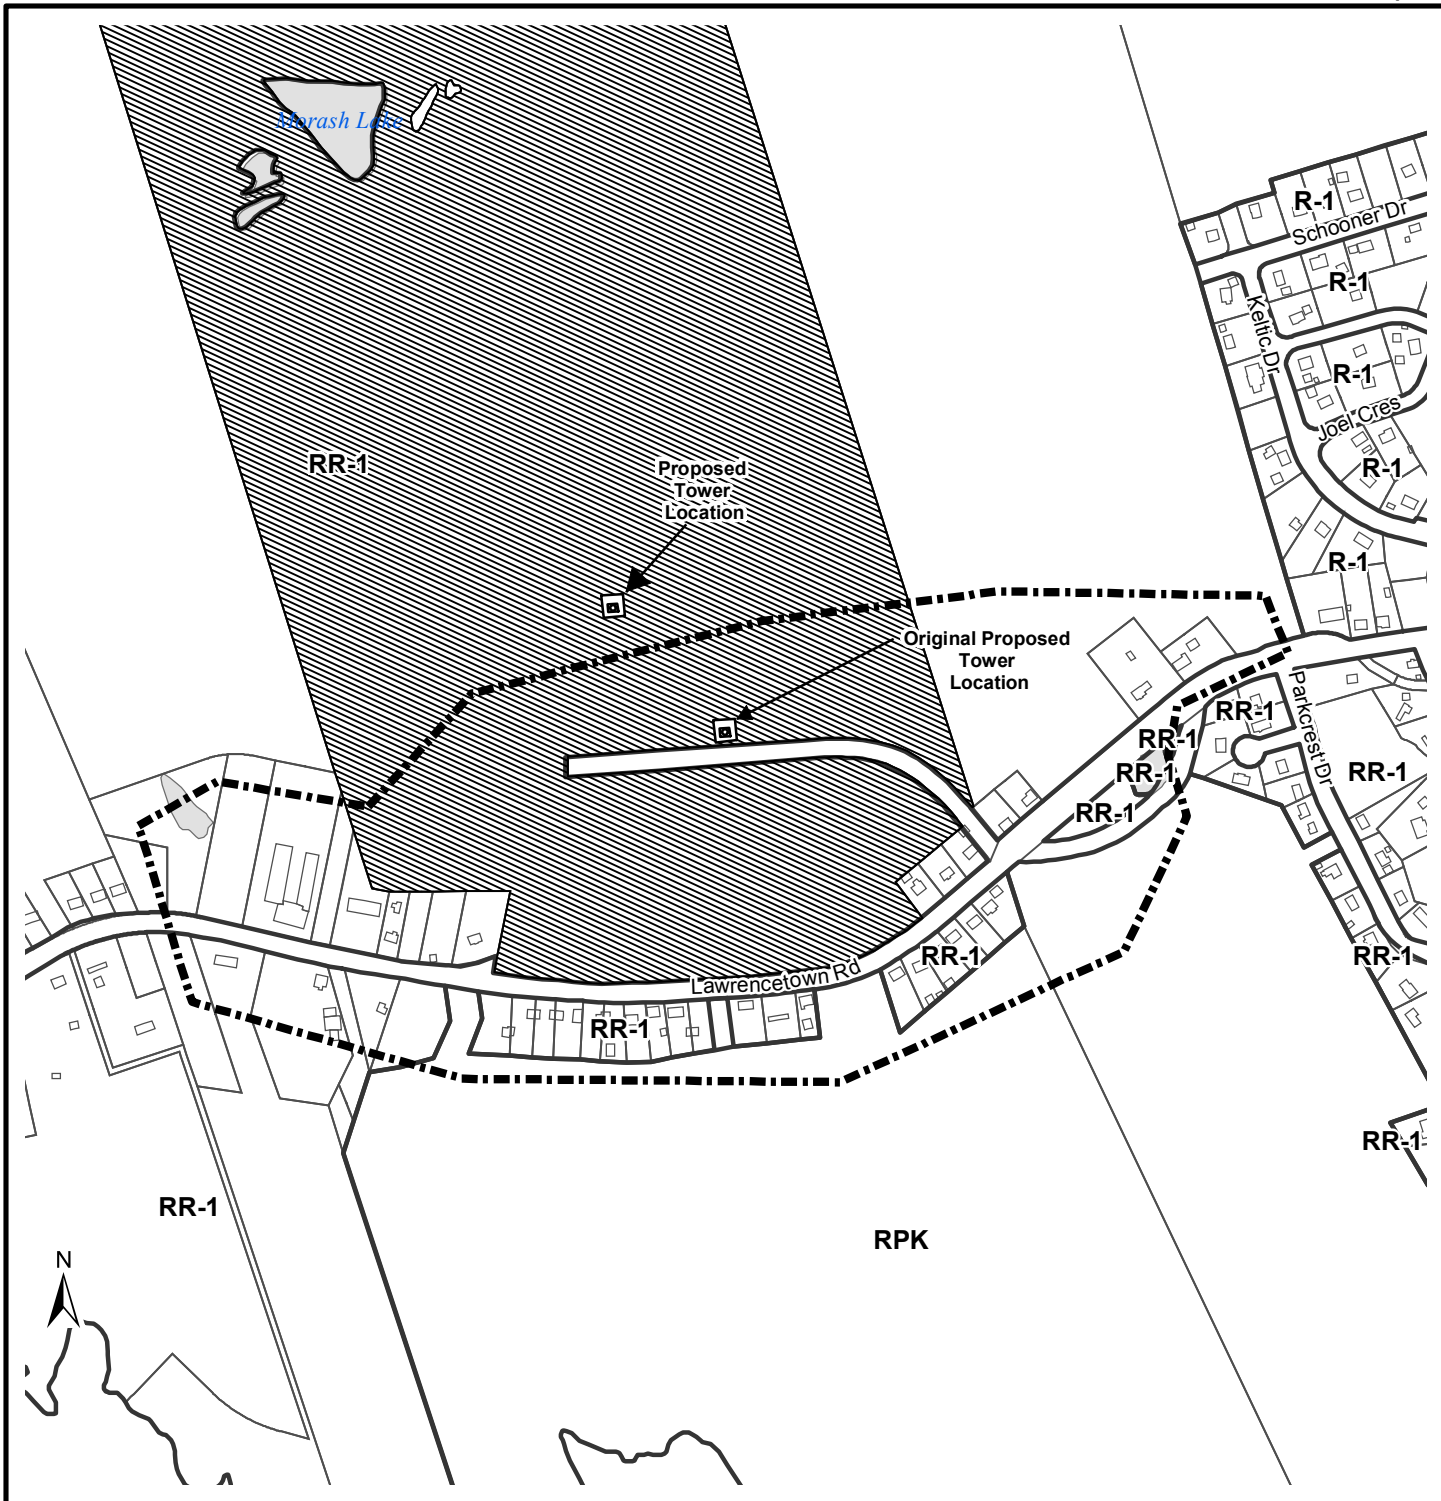 Morash Lake
R-1
Schooner Dr
R-1
Keltic Dr
R-1
Joel Cres
R-1
RR-1
Proposed
Tower
Location
R-1
Original Proposed
Tower
Location
Parkcrest Dr
RR-1
RR-1
RR-1
RR-1
RR-1
RR-1
Lawrencetown Rd
RR-1
RR-1
RR-1
RR-1
RPK
N